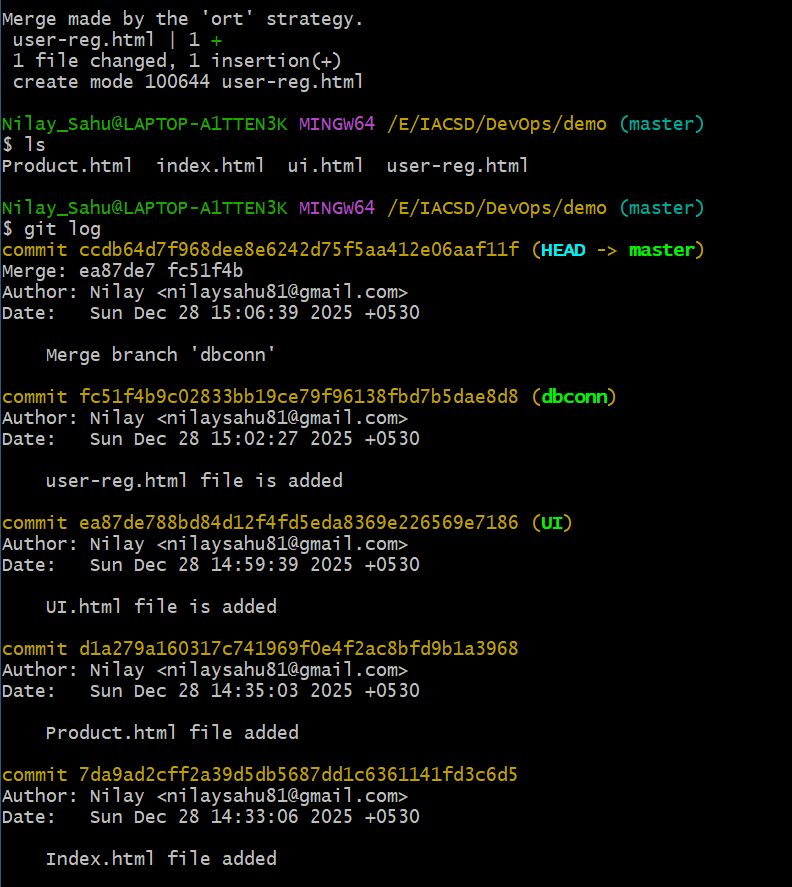 Merge made by the 'ort' strategy.
 user-reg.html | 1 +
 1 file changed, 1 insertion(+)
 create mode 100644 user-reg.html

Nilay_Sahu@LAPTOP-A1TTEN3K MINGW64 /E/IACSD/DevOps/demo (master)
$ ls
Product.html  index.html  ui.html  user-reg.html

Nilay_Sahu@LAPTOP-A1TTEN3K MINGW64 /E/IACSD/DevOps/demo (master)
$ git log
commit ccdb64d7f968dee8e6242d75f5aa412e06aaf11f (HEAD -> master)
Merge: ea87de7 fc51f4b
Author: Nilay <nilaysahu81@gmail.com>
Date:   Sun Dec 28 15:06:39 2025 +0530

    Merge branch 'dbconn'

commit fc51f4b9c02833bb19ce79f96138fbd7b5dae8d8 (dbconn)
Author: Nilay <nilaysahu81@gmail.com>
Date:   Sun Dec 28 15:02:27 2025 +0530

    user-reg.html file is added

commit ea87de788bd84d12f4fd5eda8369e226569e7186 (UI)
Author: Nilay <nilaysahu81@gmail.com>
Date:   Sun Dec 28 14:59:39 2025 +0530

    UI.html file is added

commit d1a279a160317c741969f0e4f2ac8bfd9b1a3968
Author: Nilay <nilaysahu81@gmail.com>
Date:   Sun Dec 28 14:35:03 2025 +0530

    Product.html file added

commit 7da9ad2cff2a39d5db5687dd1c6361141fd3c6d5
Author: Nilay <nilaysahu81@gmail.com>
Date:   Sun Dec 28 14:33:06 2025 +0530

    Index.html file added